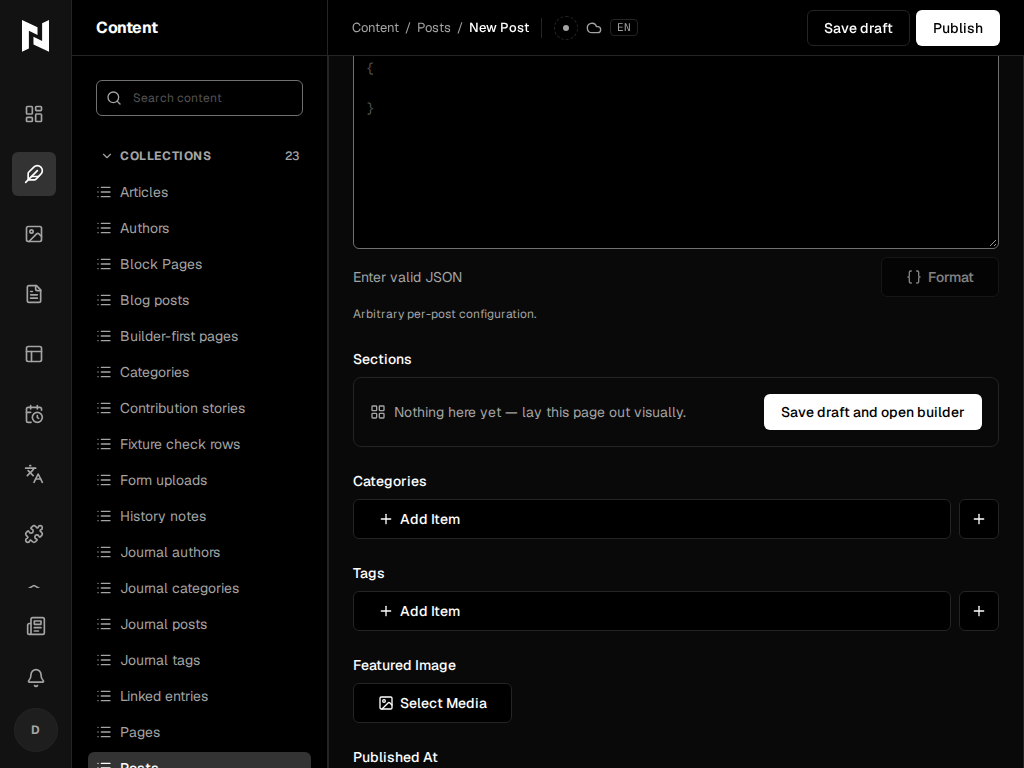 Content
Content / Posts / New Post
EN
Save draft
Publish
Search content
COLLECTIONS 23
Articles
Authors
Block Pages
Blog posts
Builder-first pages
Categories
Contribution stories
Fixture check rows
Form uploads
History notes
Journal authors
Journal categories
Journal posts
Journal tags
Linked entries
Pages
Posts
D
{
}
Enter valid JSON
{} Format
Arbitrary per-post configuration.
Sections
Nothing here yet — lay this page out visually.
Save draft and open builder
Categories
+ Add Item
Tags
+ Add Item
Featured Image
Select Media
Published At